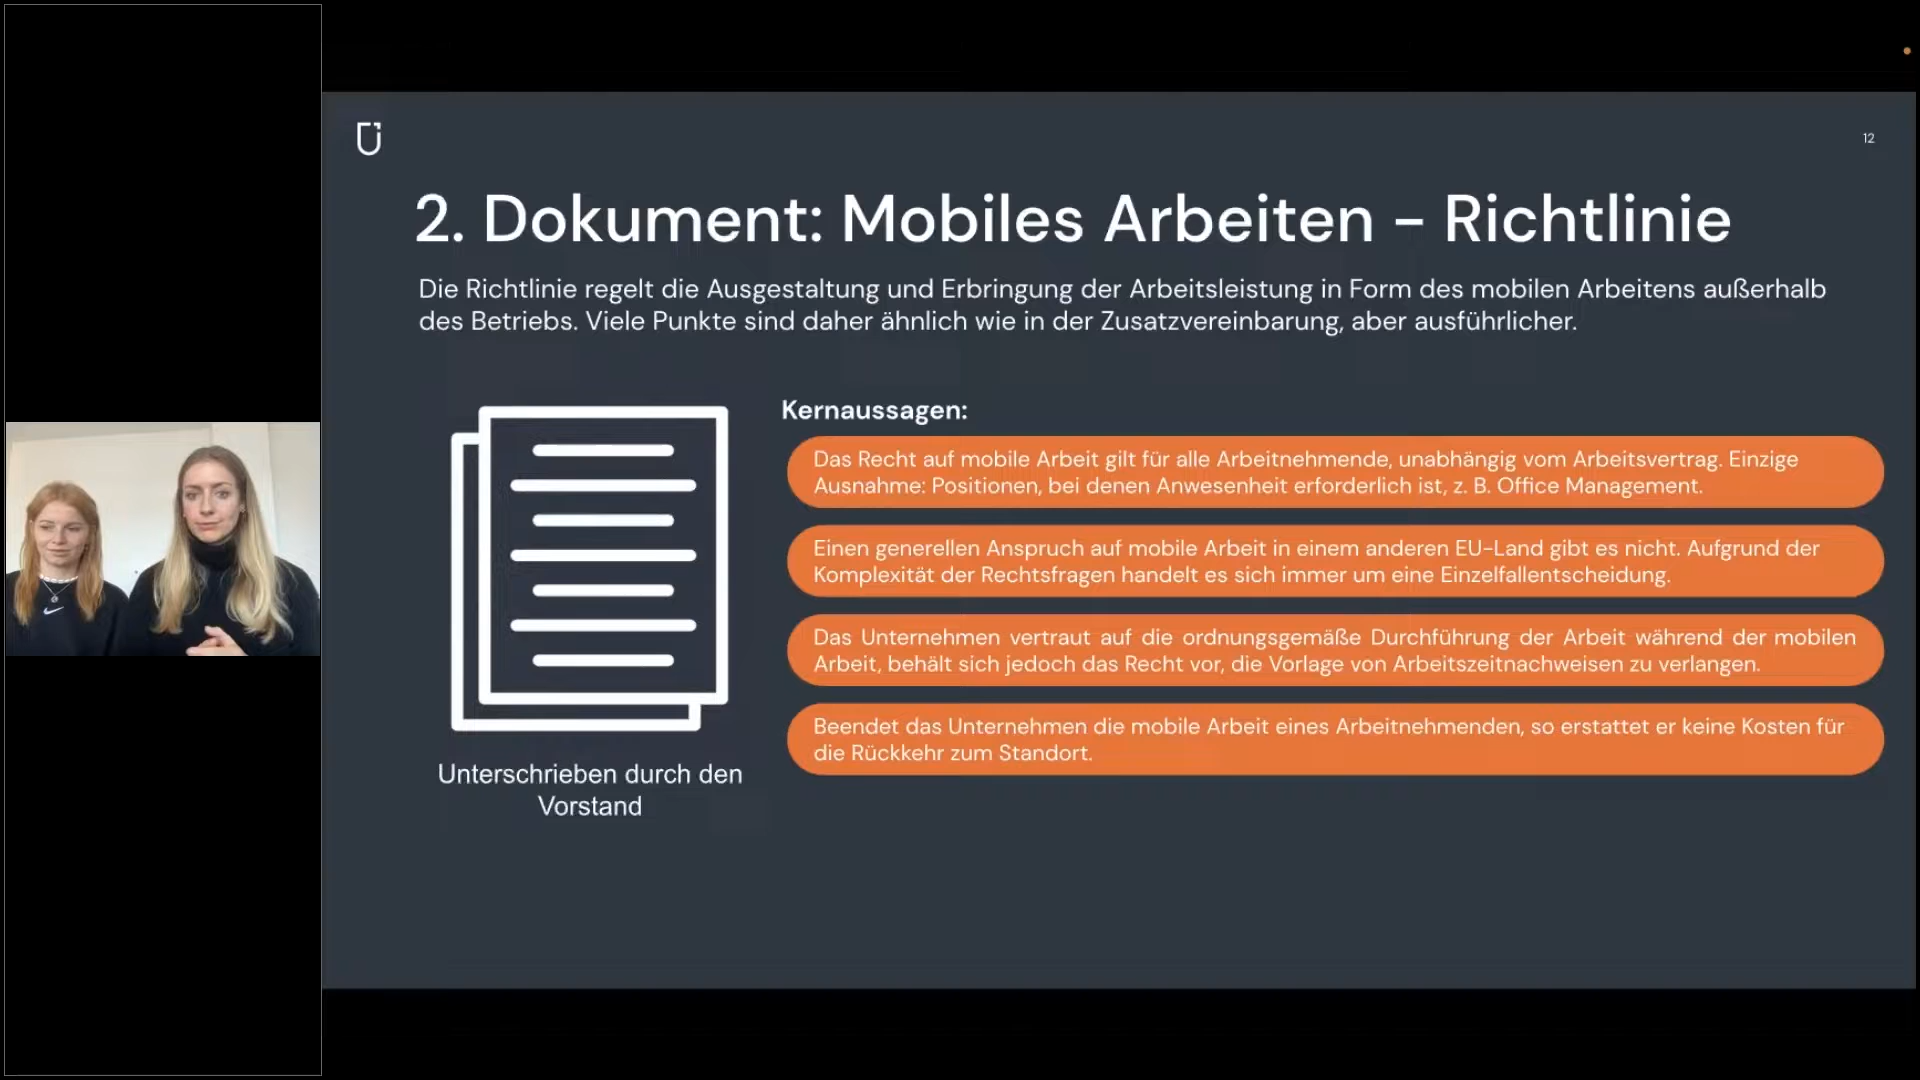 12
2. Dokument: Mobiles Arbeiten – Richtlinie
Die Richtlinie regelt die Ausgestaltung und Erbringung der Arbeitsleistung in Form des mobilen Arbeitens außerhalb
des Betriebs. Viele Punkte sind daher ähnlich wie in der Zusatzvereinbarung, aber ausführlicher.
Kernaussagen:
Das Recht auf mobile Arbeit gilt für alle Arbeitnehmende, unabhängig vom Arbeitsvertrag. Einzige
Ausnahme: Positionen, bei denen Anwesenheit erforderlich ist, z. B. Office Management.
Einen generellen Anspruch auf mobile Arbeit in einem anderen EU-Land gibt es nicht. Aufgrund der
Komplexität der Rechtsfragen handelt es sich immer um eine Einzelfallentscheidung.
Das Unternehmen vertraut auf die ordnungsgemäße Durchführung der Arbeit während der mobilen
Arbeit, behält sich jedoch das Recht vor, die Vorlage von Arbeitszeitnachweisen zu verlangen.
Beendet das Unternehmen die mobile Arbeit eines Arbeitnehmenden, so erstattet er keine Kosten für
die Rückkehr zum Standort.
Unterschrieben durch den
Vorstand